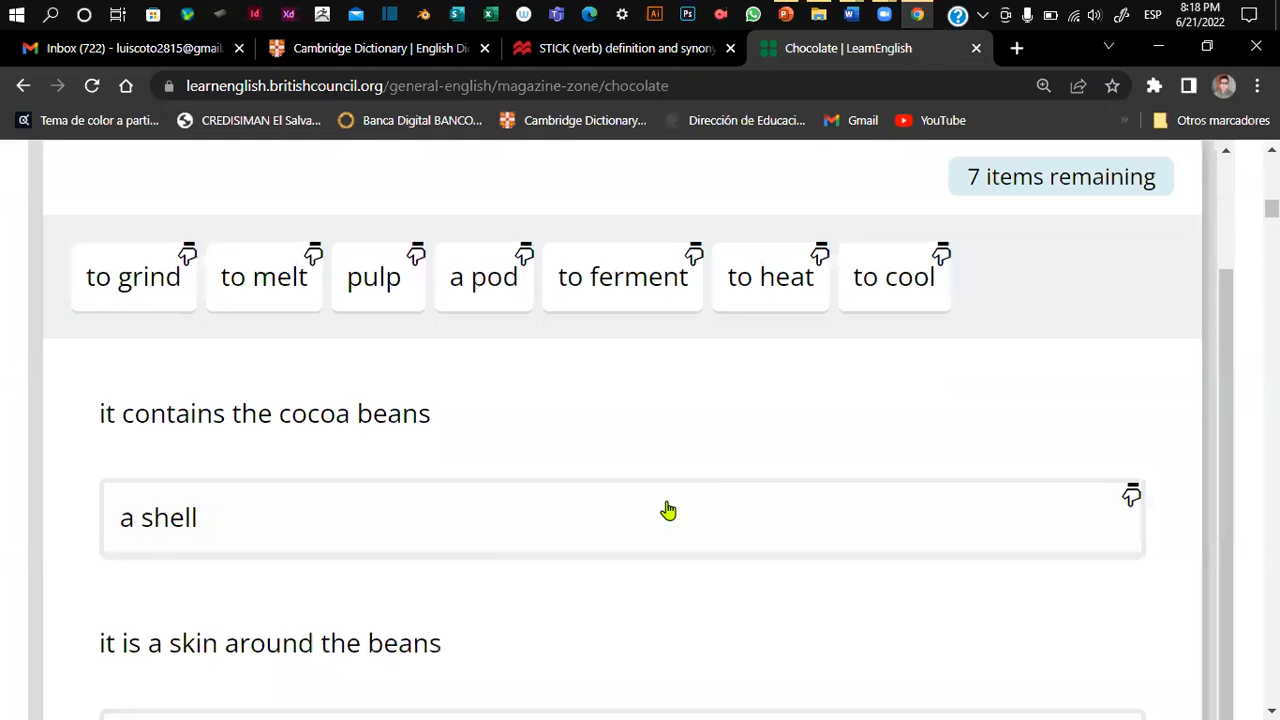 8:18 PM
ESP
6/21/2022
Inbox (722) - luiscoto2815@gmail.
Cambridge Dictionary | English Di
STICK (verb) definition and synony
Chocolate | LearnEnglish
learnenglish.britishcouncil.org/general-english/magazine-zone/chocolate
Tema de color a parti...
CREDISIMAN El Salva...
Banca Digital BANCO...
Cambridge Dictionary...
Dirección de Educaci...
Gmail
YouTube
»
Otros marcadores
7 items remaining
to grind
to melt
pulp
a pod
to ferment
to heat
to cool
it contains the cocoa beans
a shell
it is a skin around the beans